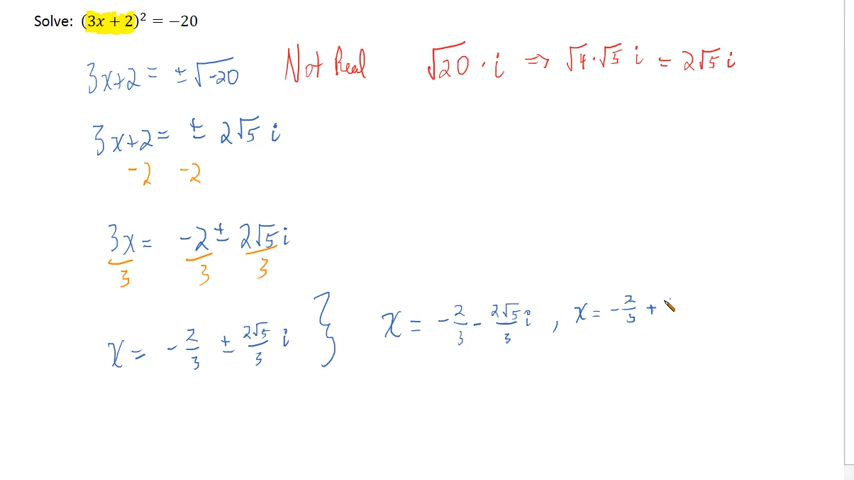 Solve: (3x + 2)² = −20
3x+2 = ±√-20 Not Real √20 · i ⇒ √4·√5 i = 2√5 i
3x+2 = ± 2√5 i
-2 -2
3x = -2 ± 2√5 i
3 3 3
x = -2/3 ± 2√5/3 i } x = -2/3 - 2√5/3 i , x = -2/3 +